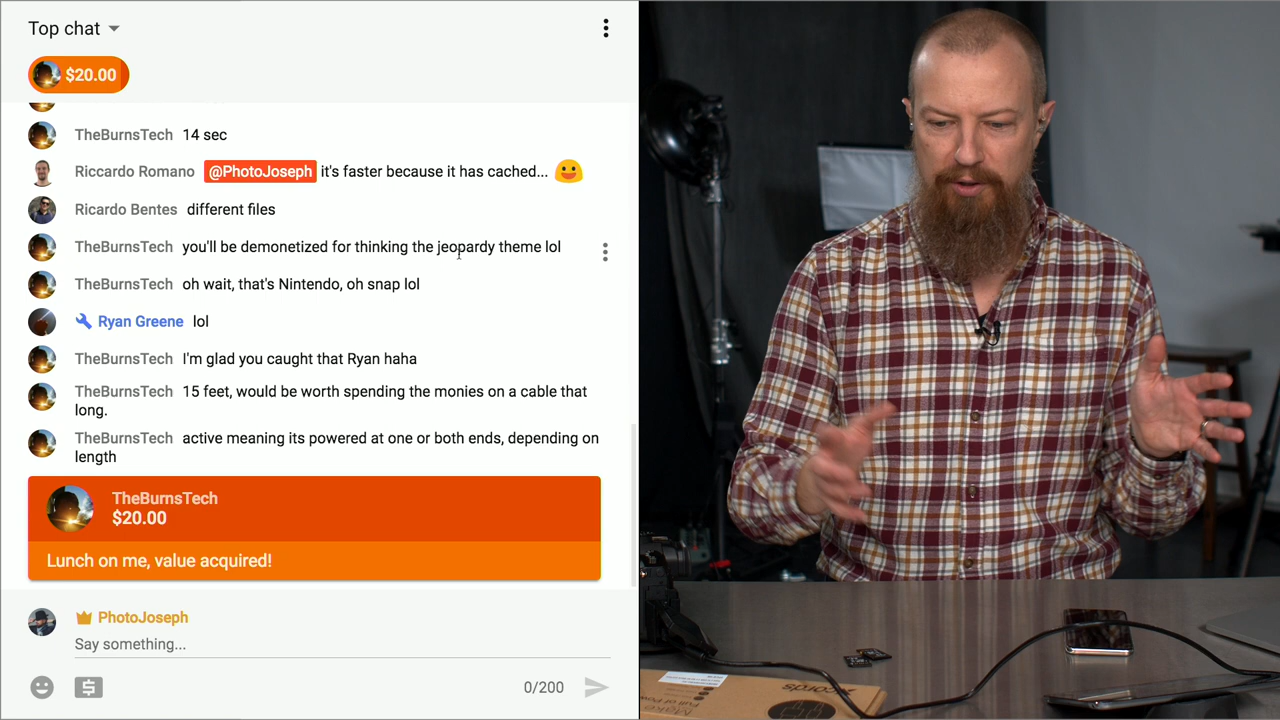 Top chat
$20.00
TheBurnsTech 14 sec
Riccardo Romano @PhotoJoseph it's faster because it has cached...
Ricardo Bentes different files
TheBurnsTech you'll be demonetized for thinking the jeopardy theme lol
TheBurnsTech oh wait, that's Nintendo, oh snap lol
Ryan Greene lol
TheBurnsTech I'm glad you caught that Ryan haha
TheBurnsTech 15 feet, would be worth spending the monies on a cable that
long.
TheBurnsTech active meaning its powered at one or both ends, depending on
length
TheBurnsTech
$20.00
Lunch on me, value acquired!
PhotoJoseph
Say something...
0/200